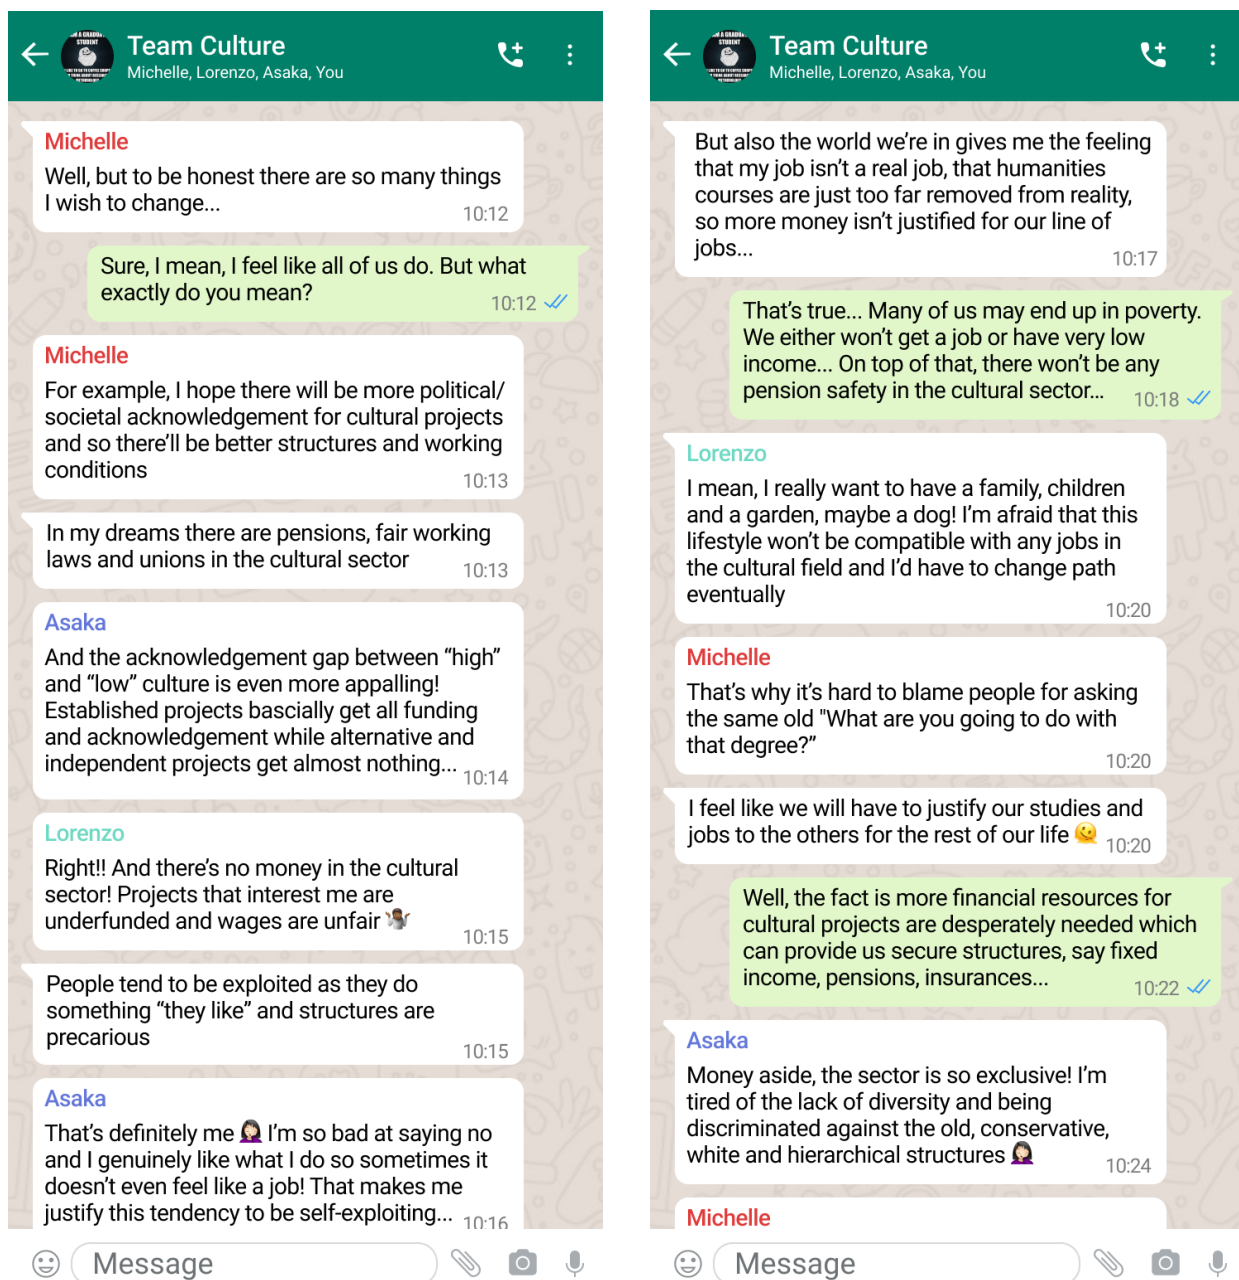 Team Culture
Michelle, Lorenzo, Asaka, You
Michelle
Well, but to be honest there are so many things
I wish to change...
10:12
Sure, I mean, I feel like all of us do. But what
exactly do you mean?
10:12
Michelle
For example, I hope there will be more political/
societal acknowledgement for cultural projects
and so there’ll be better structures and working
conditions
10:13
In my dreams there are pensions, fair working
laws and unions in the cultural sector
10:13
Asaka
And the acknowledgement gap between “high”
and “low” culture is even more appalling!
Established projects bascially get all funding
and acknowledgement while alternative and
independent projects get almost nothing...
10:14
Lorenzo
Right!! And there’s no money in the cultural
sector! Projects that interest me are
underfunded and wages are unfair 🤷🏾‍♂️
10:15
People tend to be exploited as they do
something “they like” and structures are
precarious
10:15
Asaka
That’s definitely me 🤦🏻‍♀️ I’m so bad at saying no
and I genuinely like what I do so sometimes it
doesn’t even feel like a job! That makes me
justify this tendency to be self-exploiting...
10:16
Message
Team Culture
Michelle, Lorenzo, Asaka, You
But also the world we’re in gives me the feeling
that my job isn’t a real job, that humanities
courses are just too far removed from reality,
so more money isn’t justified for our line of
jobs...
10:17
That’s true... Many of us may end up in poverty.
We either won’t get a job or have very low
income... On top of that, there won’t be any
pension safety in the cultural sector...
10:18
Lorenzo
I mean, I really want to have a family, children
and a garden, maybe a dog! I’m afraid that this
lifestyle won’t be compatible with any jobs in
the cultural field and I’d have to change path
eventually
10:20
Michelle
That’s why it’s hard to blame people for asking
the same old "What are you going to do with
that degree?”
10:20
I feel like we will have to justify our studies and
jobs to the others for the rest of our life 🫠
10:20
Well, the fact is more financial resources for
cultural projects are desperately needed which
can provide us secure structures, say fixed
income, pensions, insurances...
10:22
Asaka
Money aside, the sector is so exclusive! I’m
tired of the lack of diversity and being
discriminated against the old, conservative,
white and hierarchical structures 🤦🏻‍♀️
10:24
Michelle
Message